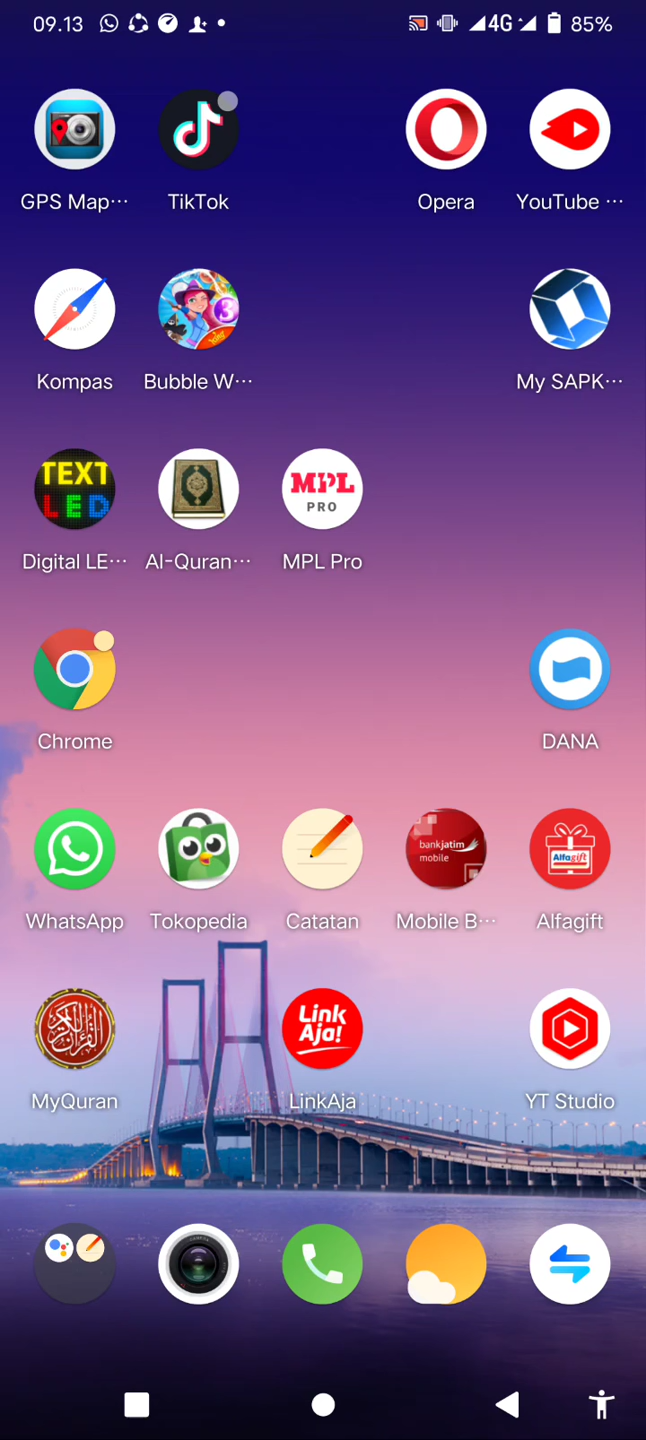 09.13 4G 85%
GPS Map··· TikTok Opera YouTube ···
3
Kompas Bubble W··· My SAPK···
TEXT
LED
MPL
PRO
Digital LE··· Al-Quran··· MPL Pro
Chrome DANA
bankjatim
mobile
Alfagift
WhatsApp Tokopedia Catatan Mobile B··· Alfagift
Link
Aja!
MyQuran LinkAja YT Studio